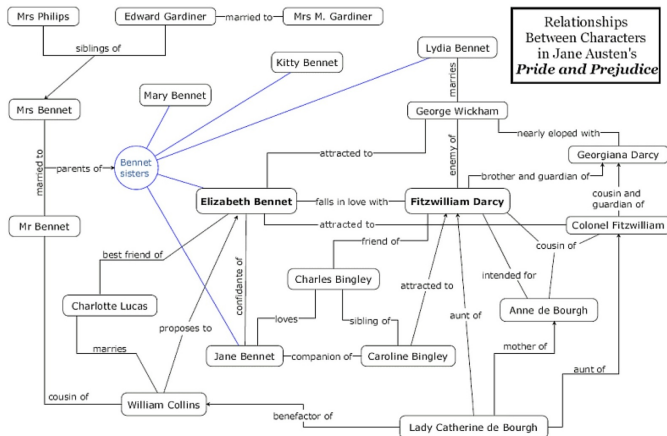 Mrs Philips
Edward Gardiner
married to
Mrs M. Gardiner
Relationships
Between Characters
in Jane Austen's
Pride and Prejudice
siblings of
Lydia Bennet
Kitty Bennet
Mary Bennet
marries
Mrs Bennet
George Wickham
nearly eloped with
Bennet
sisters
attracted to
enemy of
Georgiana Darcy
married to
parents of
brother and guardian of
Elizabeth Bennet
falls in love with
Fitzwilliam Darcy
cousin and
guardian of
Mr Bennet
attracted to
Colonel Fitzwilliam
best friend of
friend of
cousin of
confidante of
Charles Bingley
intended for
attracted to
Charlotte Lucas
Anne de Bourgh
proposes to
loves
sibling of
aunt of
marries
Jane Bennet
companion of
Caroline Bingley
mother of
aunt of
cousin of
William Collins
benefactor of
Lady Catherine de Bourgh